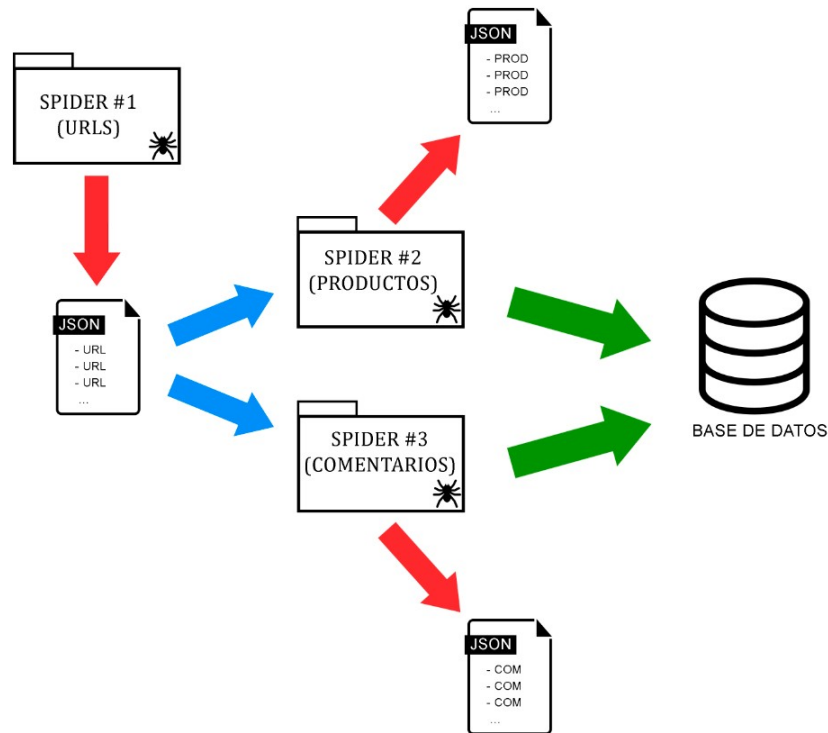 JSON
- PROD
- PROD
- PROD
...
SPIDER #1
(URLS)
SPIDER #2
(PRODUCTOS)
JSON
- URL
- URL
- URL
...
SPIDER #3
(COMENTARIOS)
BASE DE DATOS
JSON
- COM
- COM
- COM
...